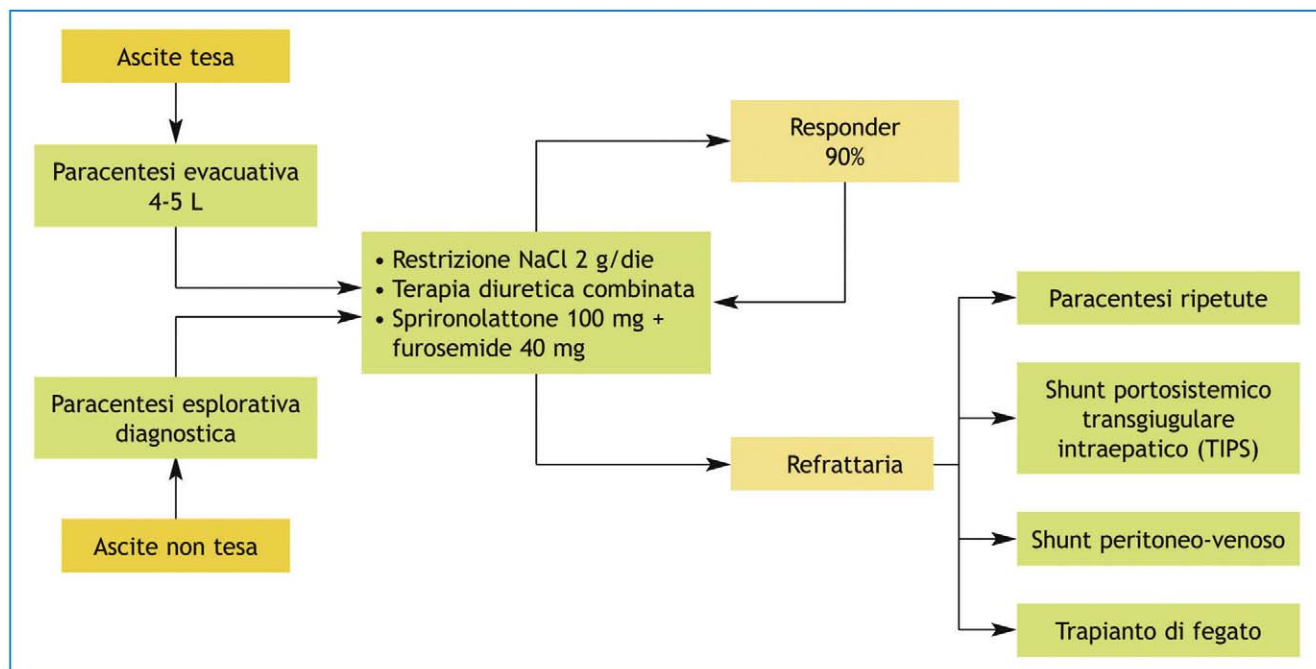 Ascite tesa
Paracentesi evacuativa
4-5 L
Paracentesi esplorativa
diagnostica
Ascite non tesa
• Restrizione NaCl 2 g/die
• Terapia diuretica combinata
• Sprironolattone 100 mg +
furosemide 40 mg
Responder
90%
Refrattaria
Paracentesi ripetute
Shunt portosistemico
transgiugulare
intraepatico (TIPS)
Shunt peritoneo-venoso
Trapianto di fegato